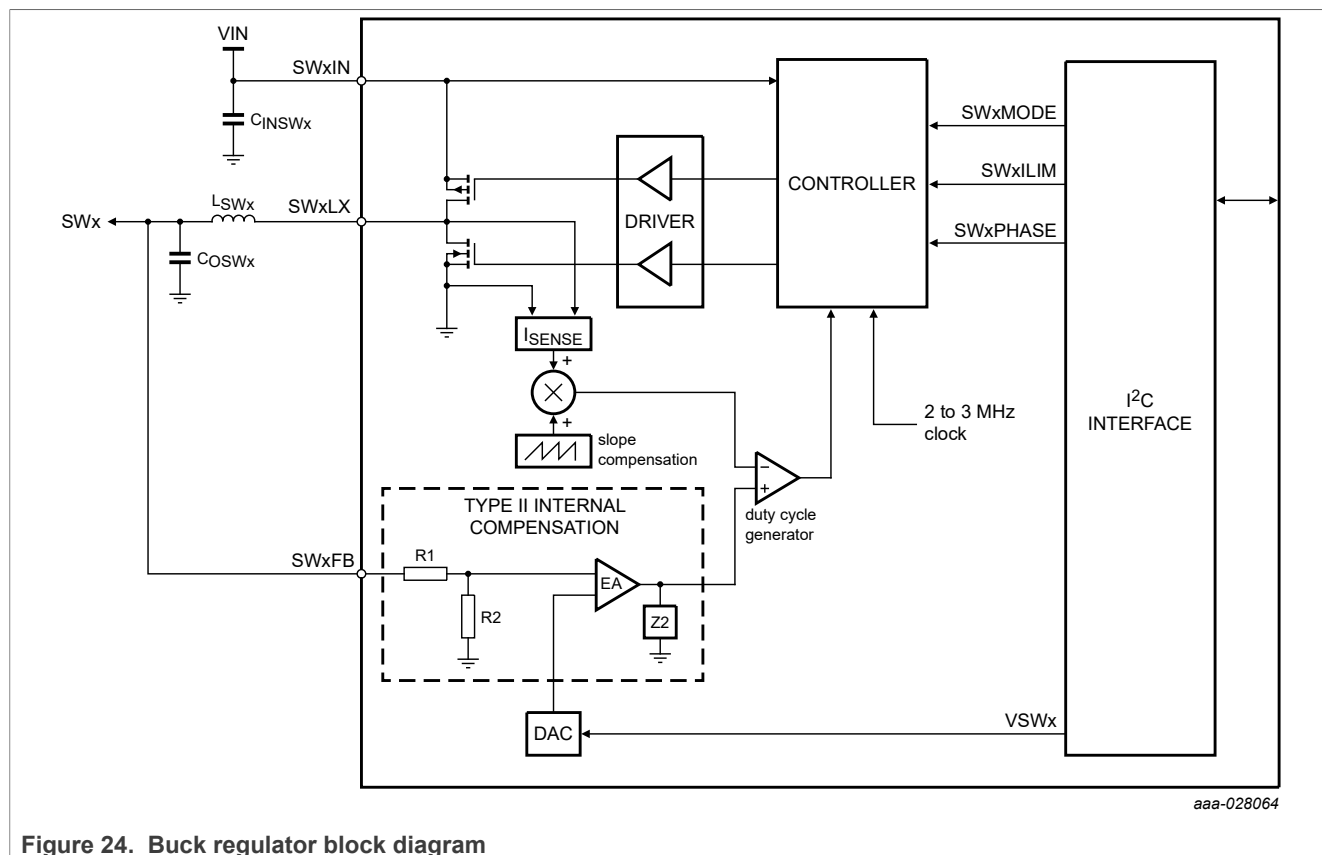 VIN
SWxIN
CINSWx
SWxMODE
CONTROLLER
SWxILIM
LSWx
SWxLX
SWx
DRIVER
SWxPHASE
COSWx
ISENSE
+
+
slope
compensation
2 to 3 MHz
clock
I2C
INTERFACE
−
+
duty cycle
generator
TYPE II INTERNAL
COMPENSATION
SWxFB
R1
EA
R2
Z2
DAC
VSWx
aaa-028064
Figure 24. Buck regulator block diagram